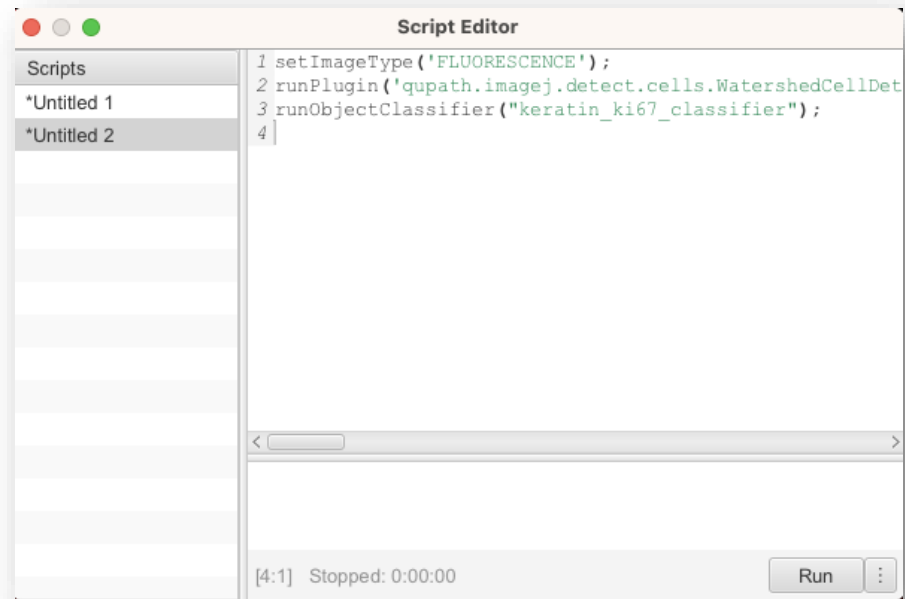 Script Editor
Scripts
*Untitled 1
*Untitled 2
1 setImageType('FLUORESCENCE');
2 runPlugin('qupath.imagej.detect.cells.WatershedCellDet
3 runObjectClassifier("keratin_ki67_classifier");
4
[4:1] Stopped: 0:00:00
Run